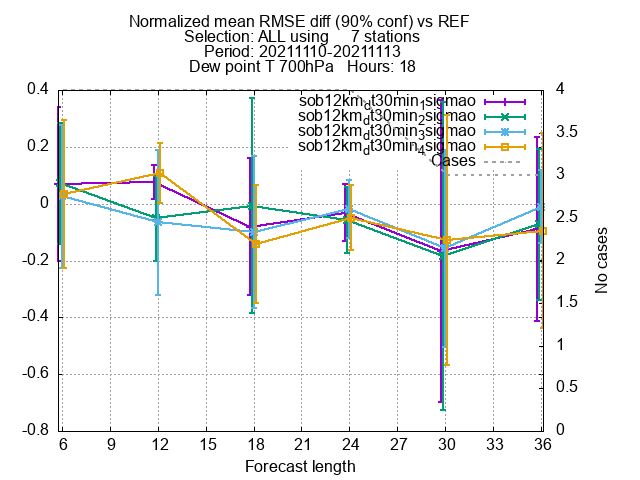 Normalized mean RMSE diff (90% conf) vs REF
Selection: ALL using 7 stations
Period: 20211110-20211113
Dew point T 700hPa Hours: 18
sob12km_dt30min_1sigmao
sob12km_dt30min_2sigmao
sob12km_dt30min_3sigmao
sob12km_dt30min_4sigmao
Cases
0.4
0.2
0
-0.2
-0.4
-0.6
-0.8
4
3.5
3
2.5
2
1.5
1
0.5
0
No cases
6 9 12 15 18 21 24 27 30 33 36
Forecast length